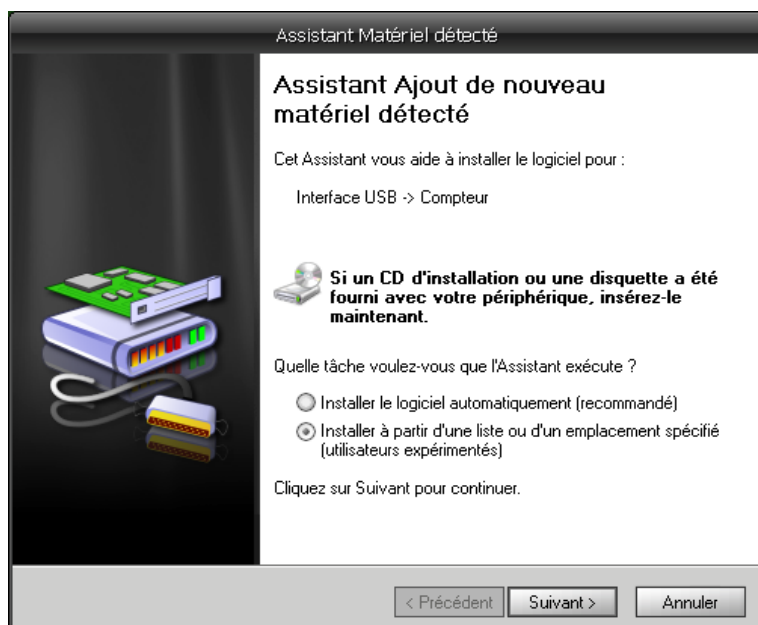 Assistant Matériel détecté
Assistant Ajout de nouveau
matériel détecté
Cet Assistant vous aide à installer le logiciel pour :
Interface USB -> Compteur
Si un CD d'installation ou une disquette a été
fourni avec votre périphérique, insérez-le
maintenant.
Quelle tâche voulez-vous que l'Assistant exécute ?
Installer le logiciel automatiquement (recommandé)
Installer à partir d'une liste ou d'un emplacement spécifié
(utilisateurs expérimentés)
Cliquez sur Suivant pour continuer.
< Précédent
Suivant >
Annuler